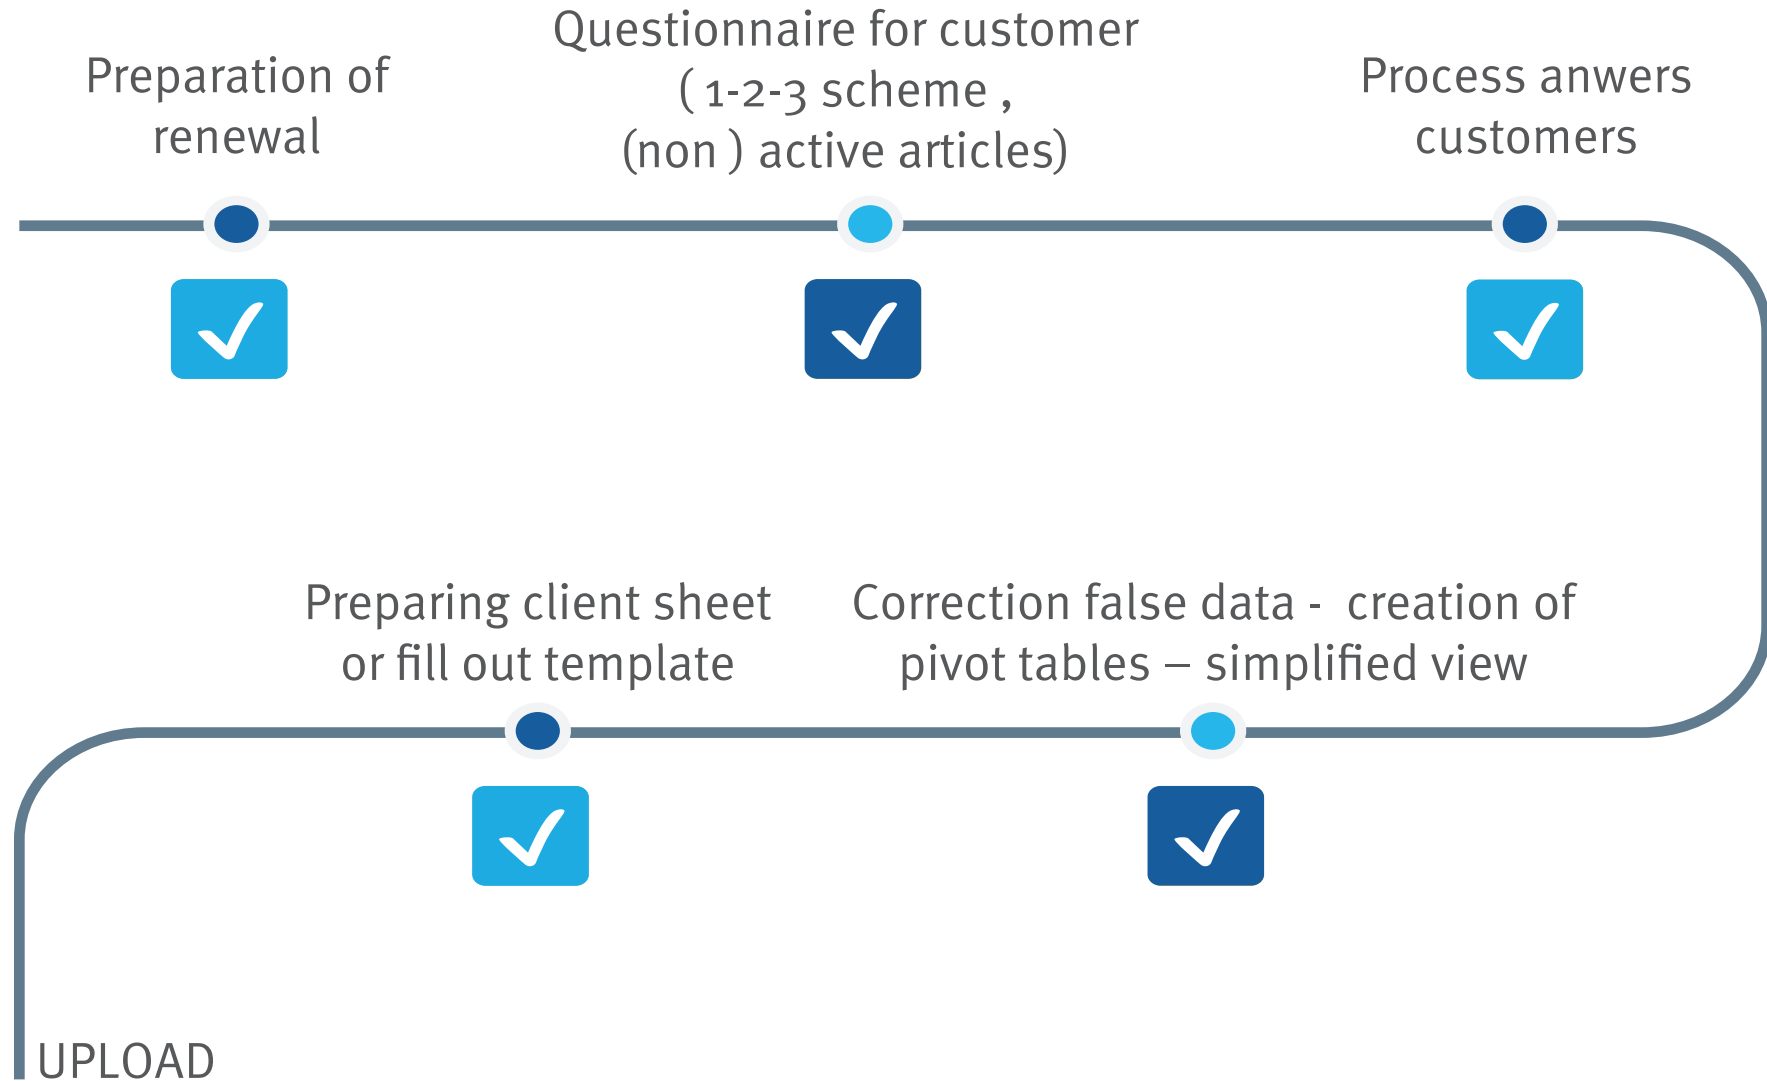 Preparation of
renewal
Questionnaire for customer
( 1-2-3 scheme ,
(non ) active articles)
Process anwers
customers
Correction false data -  creation of
pivot tables – simplified view
Preparing client sheet
or fill out template
UPLOAD